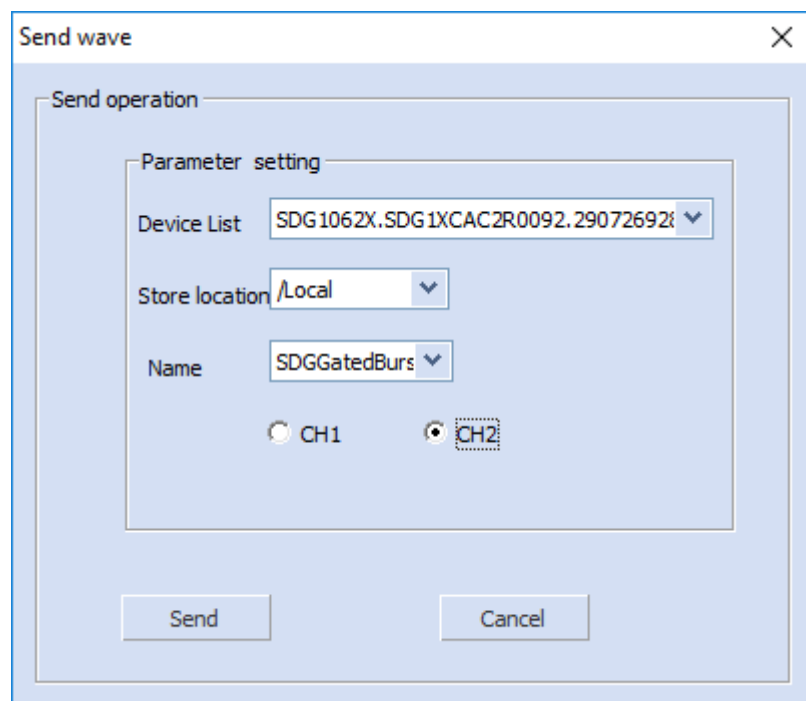 Send wave
Send operation
Parameter setting
Device List SDG1062X.SDG1XCAC2R0092.290726928
Store location /Local
Name SDGGatedBurs
CH1 CH2
Send Cancel